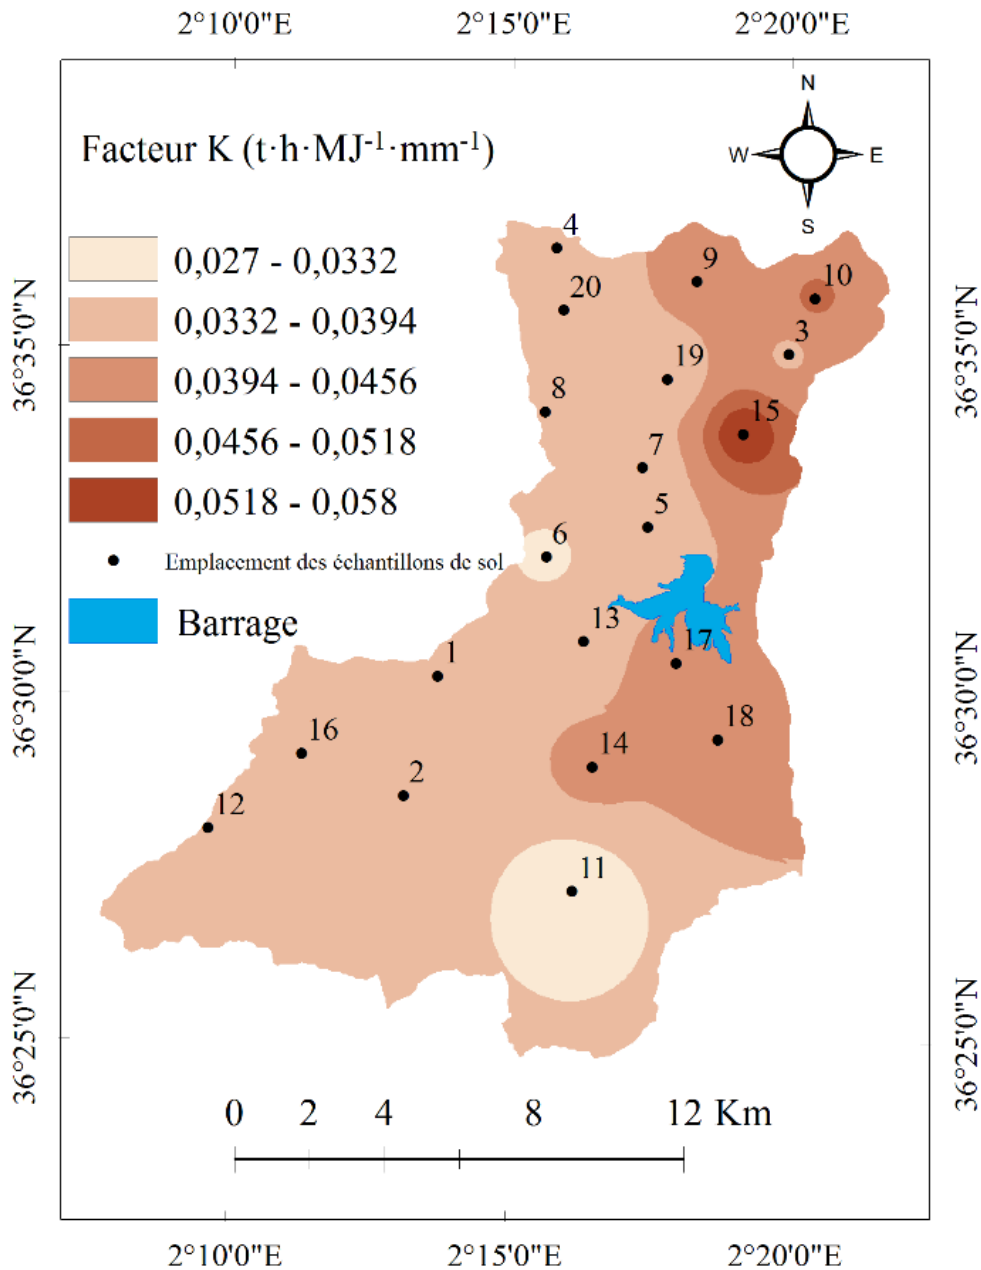 2°10'0"E 2°15'0"E 2°20'0"E
N
W E
S
Facteur K (t·h·MJ-1·mm-1)
0,027 - 0,0332
0,0332 - 0,0394
0,0394 - 0,0456
0,0456 - 0,0518
0,0518 - 0,058
Emplacement des échantillons de sol
Barrage
4
9
10
20
3
19
8
15
7
5
6
13
17
1
18
16
14
2
12
11
36°35'0"N
36°30'0"N
36°25'0"N
36°35'0"N
36°30'0"N
36°25'0"N
0 2 4 8 12 Km
2°10'0"E 2°15'0"E 2°20'0"E